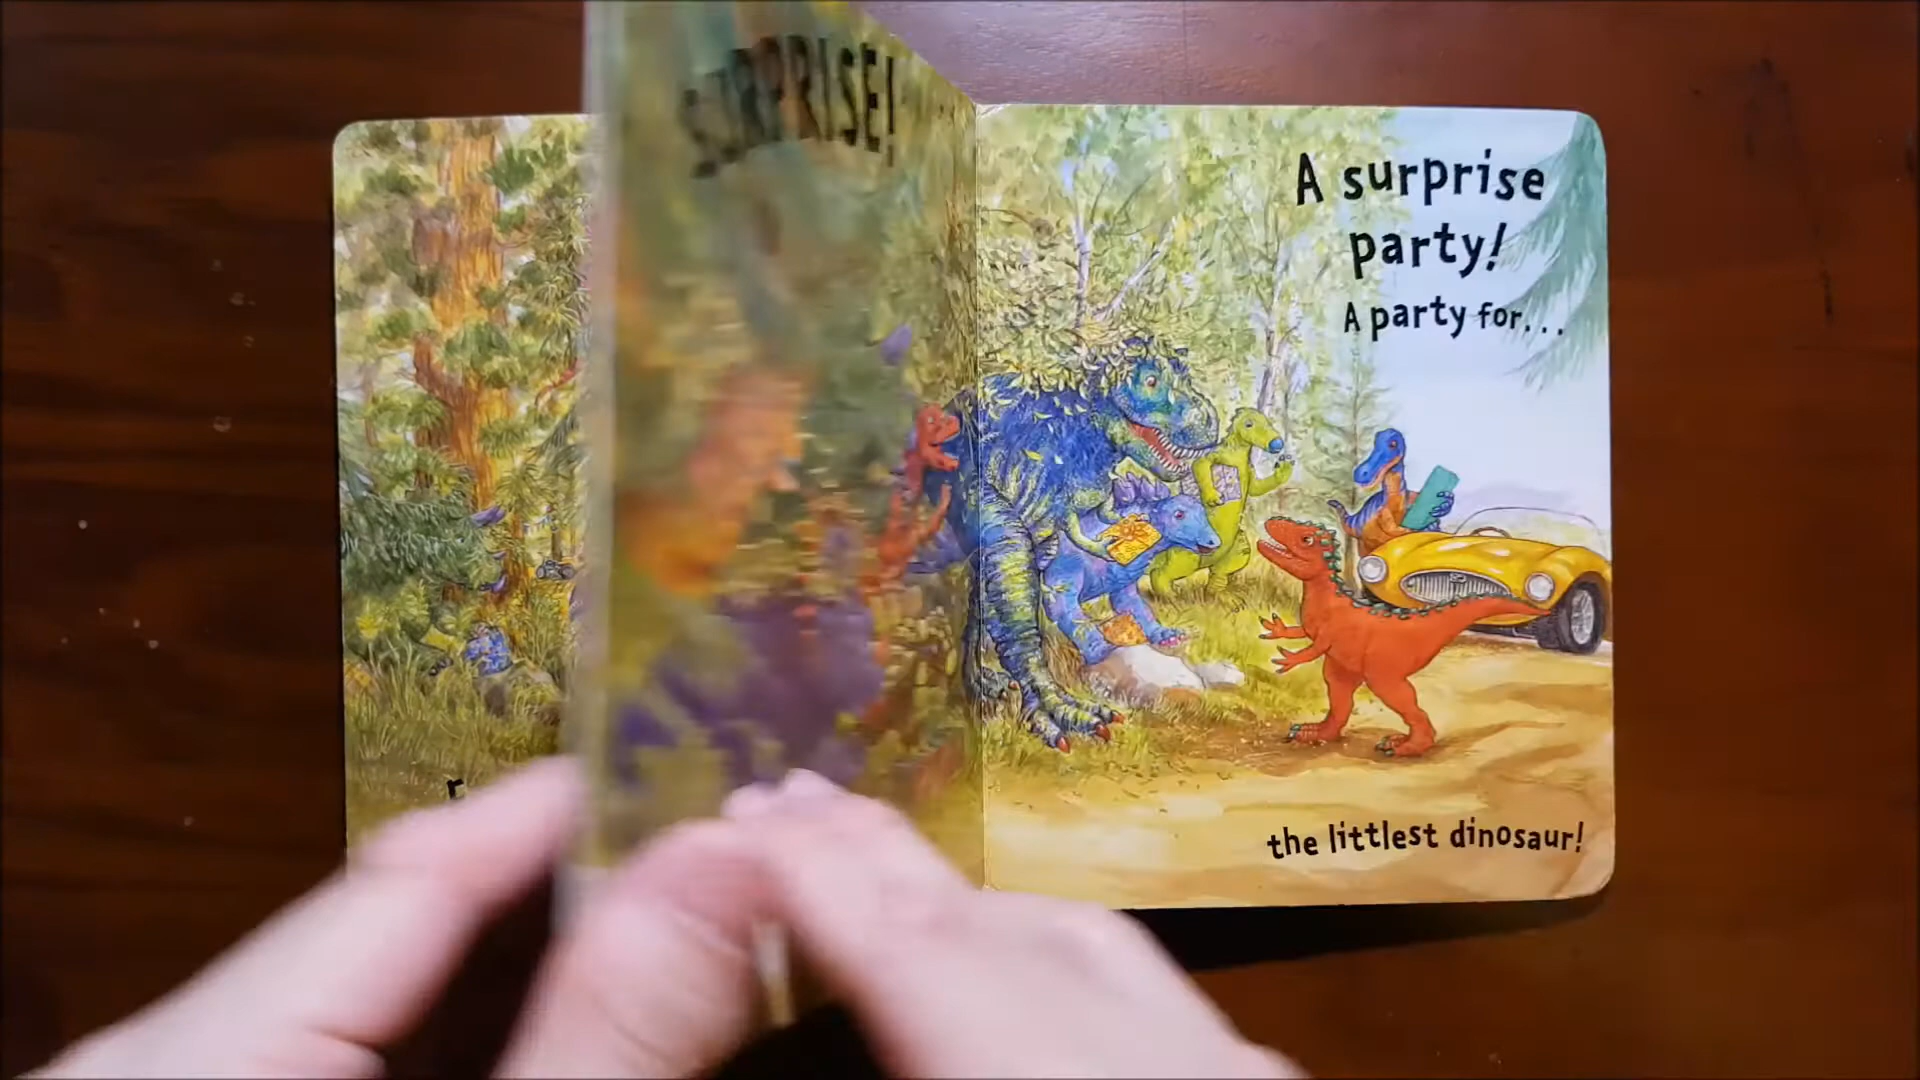 SURPRISE!
A surprise
party!
A party for...
the littlest dinosaur!